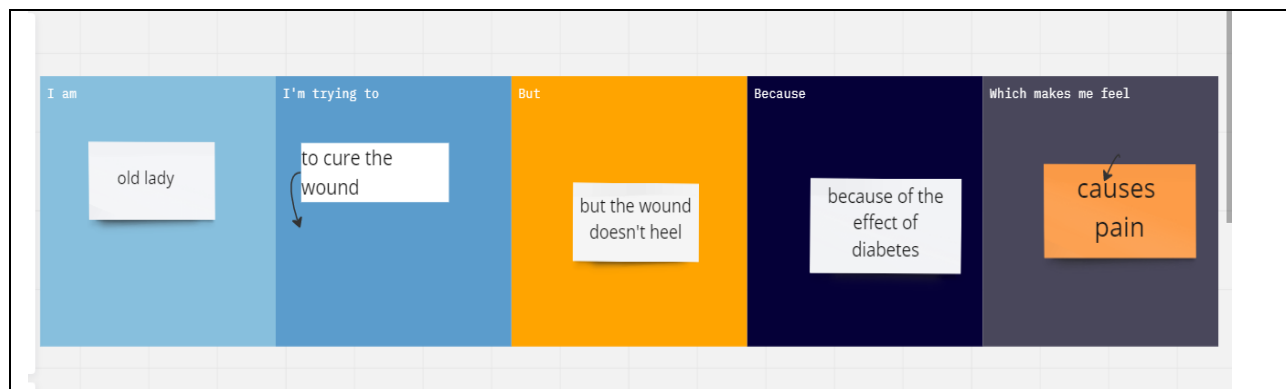 I am
old lady
I'm trying to
to cure the
wound
But
but the wound
doesn't heel
Because
because of the
effect of
diabetes
Which makes me feel
causes
pain